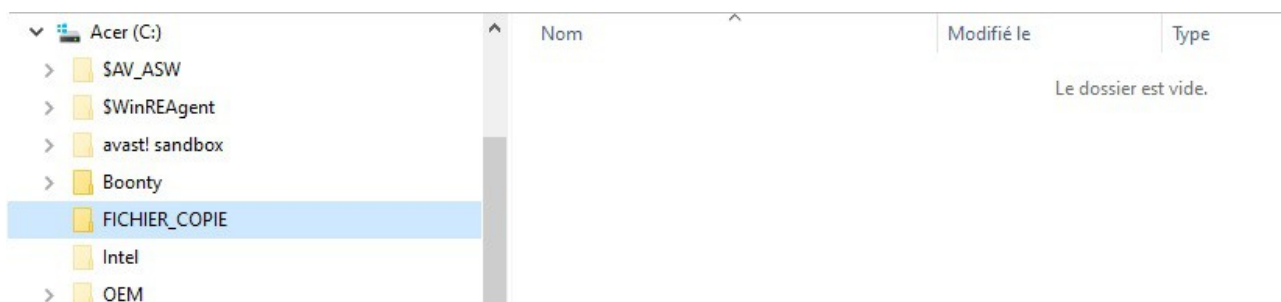 Acer (C:)
$AV_ASW
$WinREAgent
avast! sandbox
Boonty
FICHIER_COPIE
Intel
OEM
Nom Modifié le Type
Le dossier est vide.